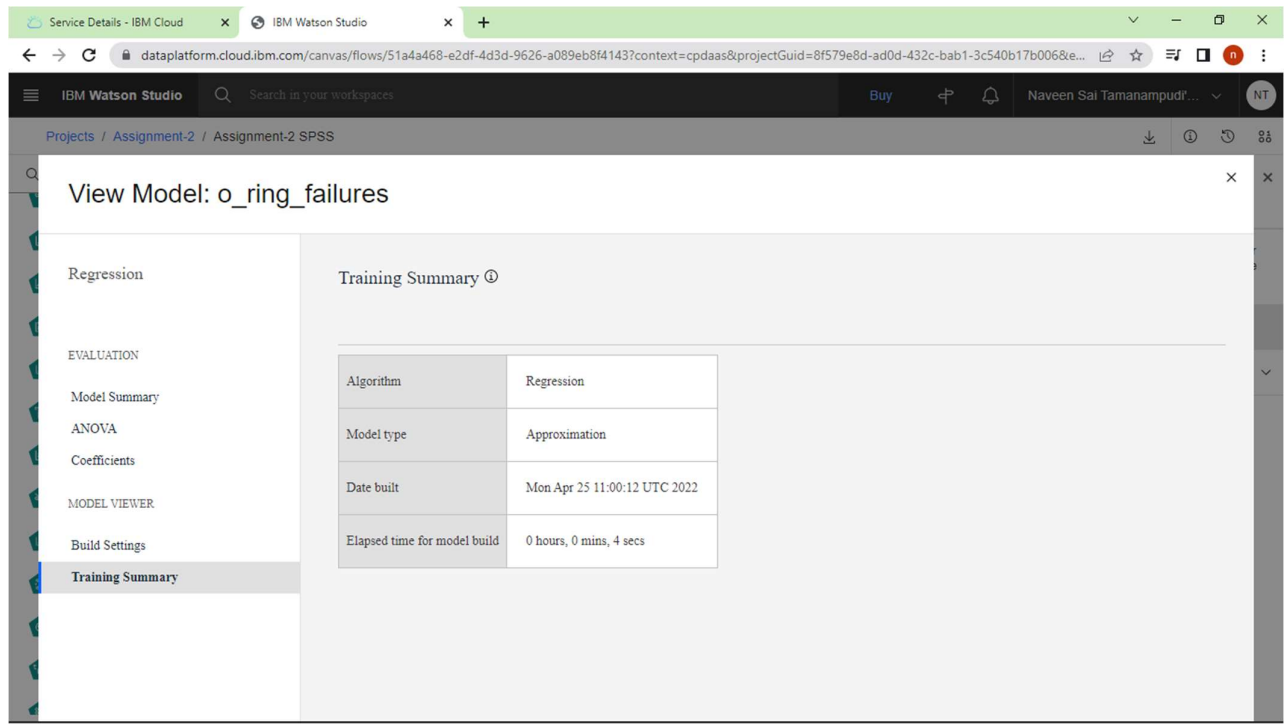 Service Details - IBM Cloud
IBM Watson Studio
dataplatform.cloud.ibm.com/canvas/flows/51a4a468-e2df-4d3d-9626-a089eb8f4143?context=cpdaas&projectGuid=8f579e8d-ad0d-432c-bab1-3c540b17b006&e...
n
IBM Watson Studio
Search in your workspaces
Buy
Naveen Sai Tamanampudi'...
NT
Projects / Assignment-2 / Assignment-2 SPSS
View Model: o_ring_failures
Regression
Training Summary
EVALUATION
Model Summary
ANOVA
Coefficients
MODEL VIEWER
Build Settings
Training Summary
Algorithm Regression
Model type Approximation
Date built Mon Apr 25 11:00:12 UTC 2022
Elapsed time for model build 0 hours, 0 mins, 4 secs